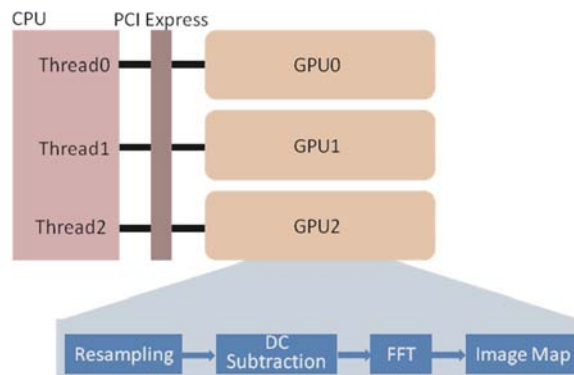 CPU
PCI Express
Thread0
GPU0
Thread1
GPU1
Thread2
GPU2
Resampling
DC
Subtraction
FFT
Image Map